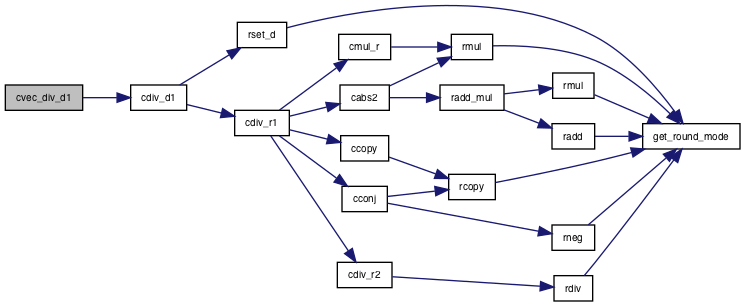 rset_d
cmul_r
rmul
cvec_div_d1
cdiv_d1
cabs2
radd_mul
rmul
cdiv_r1
radd
get_round_mode
ccopy
rcopy
cconj
rneg
cdiv_r2
rdiv